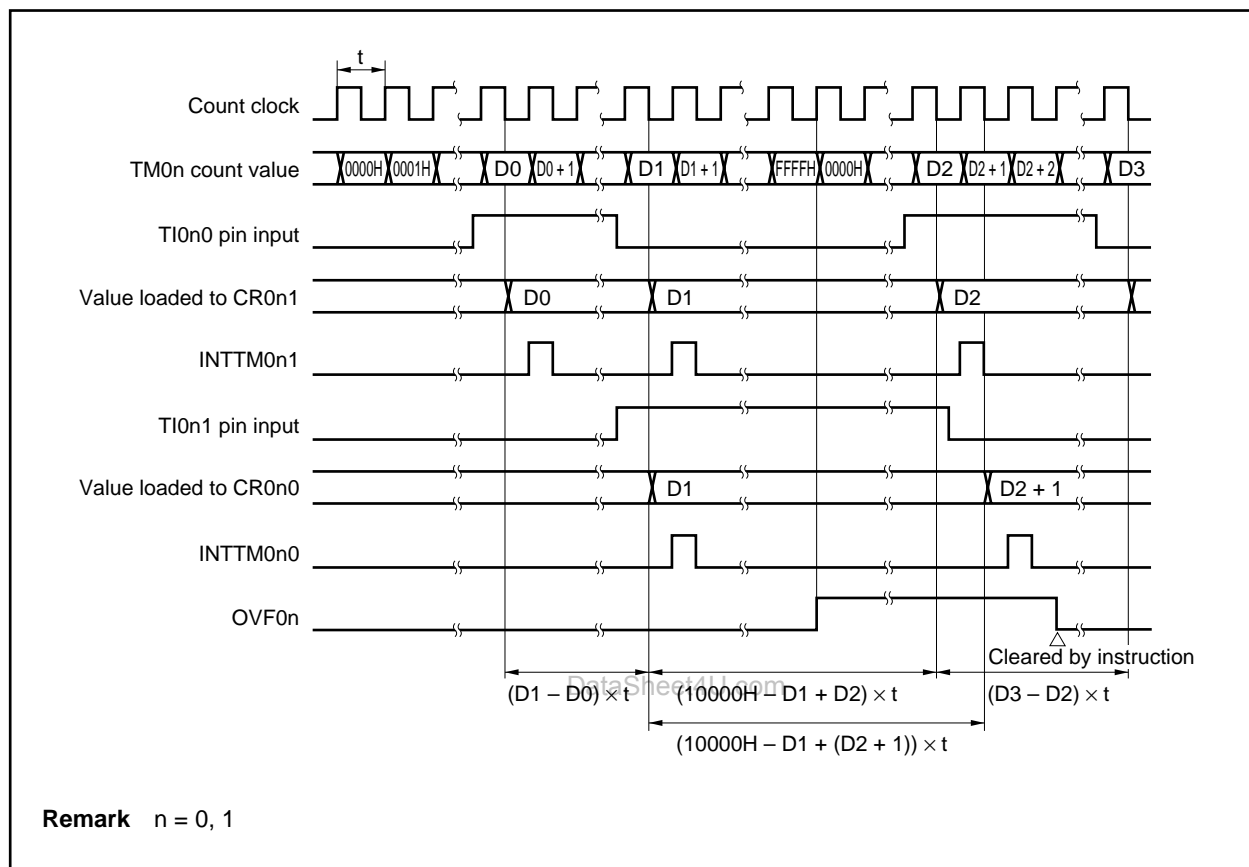 t
Count clock
TM0n count value 0000H 0001H D0 D0 + 1 D1 D1 + 1 FFFFH 0000H D2 D2 + 1 D2 + 2 D3
TI0n0 pin input
Value loaded to CR0n1 D0 D1 D2
INTTM0n1
TI0n1 pin input
Value loaded to CR0n0 D1 D2 + 1
INTTM0n0
OVF0n
Cleared by instruction
DataSheet4U.com
(D1 – D0) × t (10000H – D1 + D2) × t (D3 – D2) × t
(10000H – D1 + (D2 + 1)) × t
Remark n = 0, 1